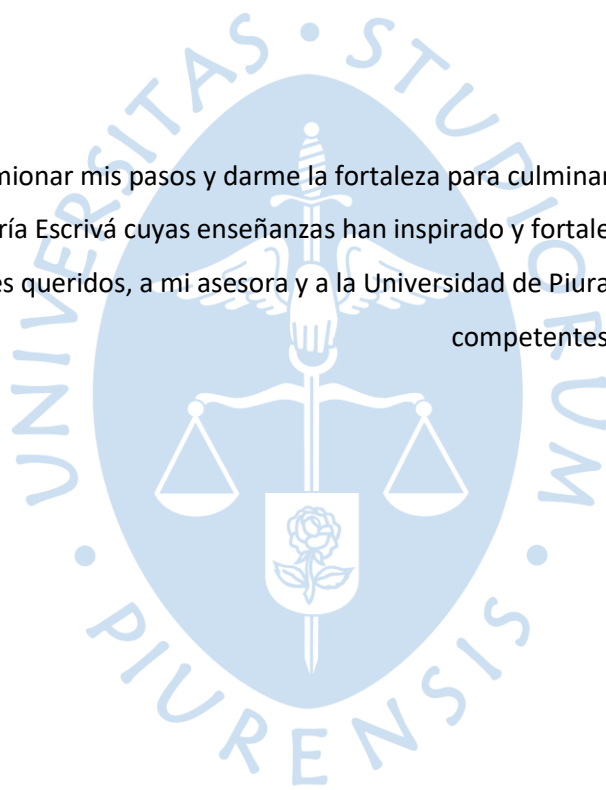 mionar mis pasos y darme la fortaleza para culminar
ría Escrivá cuyas enseñanzas han inspirado y fortale
es queridos, a mi asesora y a la Universidad de Piura
competentes
UNIVERSITAS • STUDIORUM • PIURENSIS •